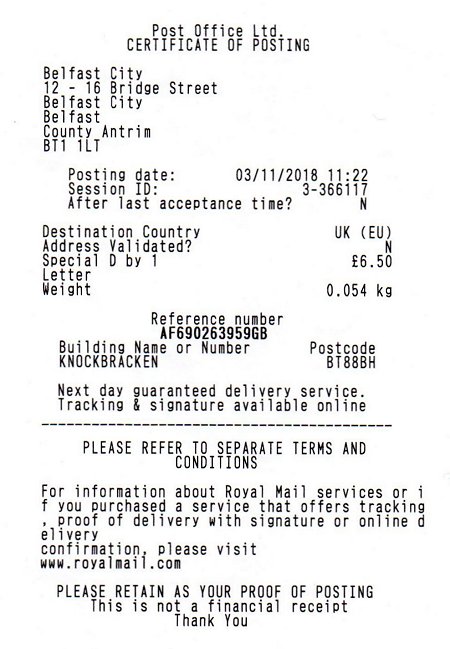 Post Office Ltd.
CERTIFICATE OF POSTING
Belfast City
12 - 16 Bridge Street
Belfast City
Belfast
County Antrim
BT1 1LT
Posting date: 03/11/2018 11:22
Session ID: 3-366117
After last acceptance time? N
Destination Country UK (EU)
Address Validated? N
Special D by 1 £6.50
Letter
Weight 0.054 kg
Reference number
AF690263959GB
Building Name or Number Postcode
KNOCKBRACKEN BT88BH
Next day guaranteed delivery service.
Tracking & signature available online
PLEASE REFER TO SEPARATE TERMS AND
CONDITIONS
For information about Royal Mail services or i
f you purchased a service that offers tracking
, proof of delivery with signature or online d
elivery
confirmation, please visit
www.royalmail.com
PLEASE RETAIN AS YOUR PROOF OF POSTING
This is not a financial receipt
Thank You